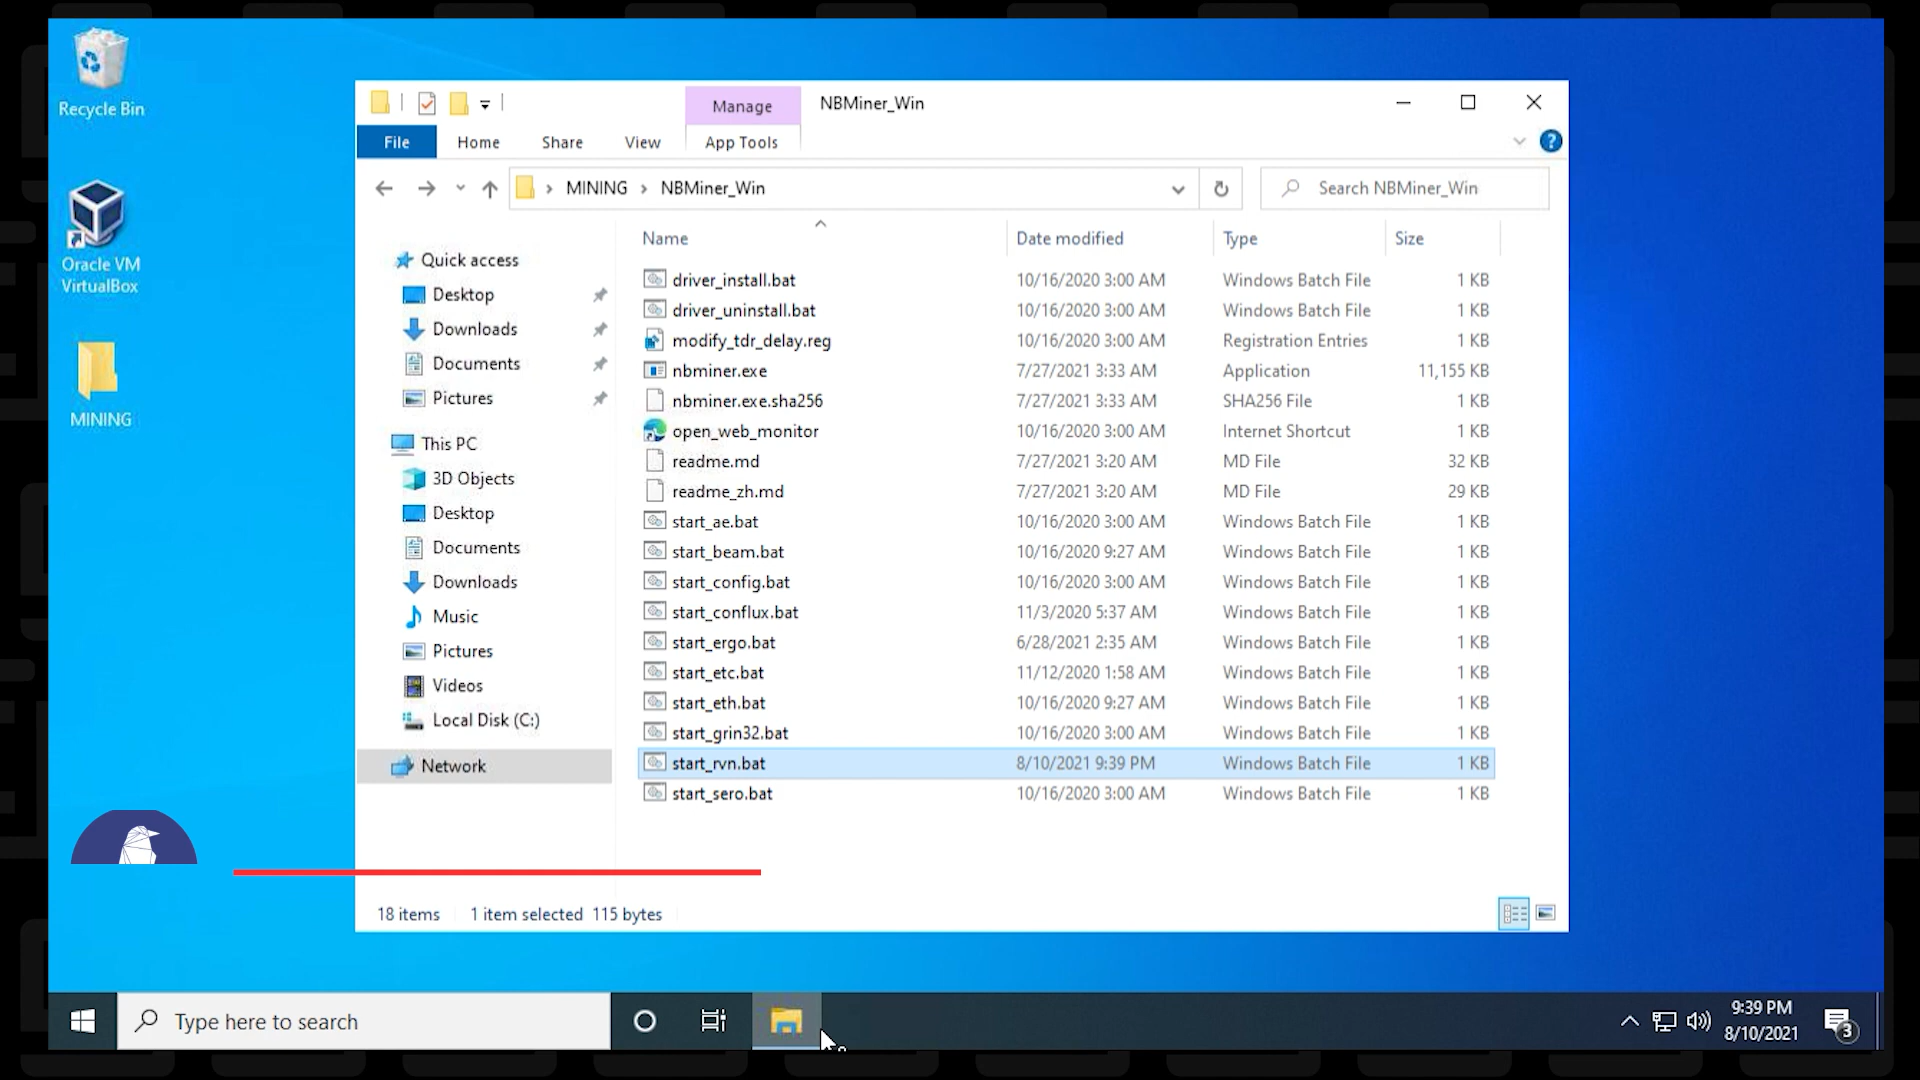 Recycle Bin
Oracle VM
VirtualBox
MINING
Manage
NBMiner_Win
File
Home
Share
View
App Tools
MINING > NBMiner_Win
Search NBMiner_Win
Quick access
Desktop
Downloads
Documents
Pictures
This PC
3D Objects
Desktop
Documents
Downloads
Music
Pictures
Videos
Local Disk (C:)
Network
Name Date modified Type Size
driver_install.bat 10/16/2020 3:00 AM Windows Batch File 1 KB
driver_uninstall.bat 10/16/2020 3:00 AM Windows Batch File 1 KB
modify_tdr_delay.reg 10/16/2020 3:00 AM Registration Entries 1 KB
nbminer.exe 7/27/2021 3:33 AM Application 11,155 KB
nbminer.exe.sha256 7/27/2021 3:33 AM SHA256 File 1 KB
open_web_monitor 10/16/2020 3:00 AM Internet Shortcut 1 KB
readme.md 7/27/2021 3:20 AM MD File 32 KB
readme_zh.md 7/27/2021 3:20 AM MD File 29 KB
start_ae.bat 10/16/2020 3:00 AM Windows Batch File 1 KB
start_beam.bat 10/16/2020 9:27 AM Windows Batch File 1 KB
start_config.bat 10/16/2020 3:00 AM Windows Batch File 1 KB
start_conflux.bat 11/3/2020 5:37 AM Windows Batch File 1 KB
start_ergo.bat 6/28/2021 2:35 AM Windows Batch File 1 KB
start_etc.bat 11/12/2020 1:58 AM Windows Batch File 1 KB
start_eth.bat 10/16/2020 9:27 AM Windows Batch File 1 KB
start_grin32.bat 10/16/2020 3:00 AM Windows Batch File 1 KB
start_rvn.bat 8/10/2021 9:39 PM Windows Batch File 1 KB
start_sero.bat 10/16/2020 3:00 AM Windows Batch File 1 KB
18 items 1 item selected 115 bytes
Type here to search
9:39 PM
8/10/2021
3